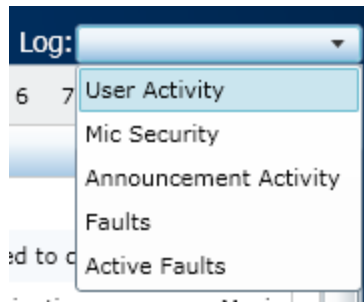 Log:
6 7
User Activity
Mic Security
Announcement Activity
Faults
ed to
Active Faults